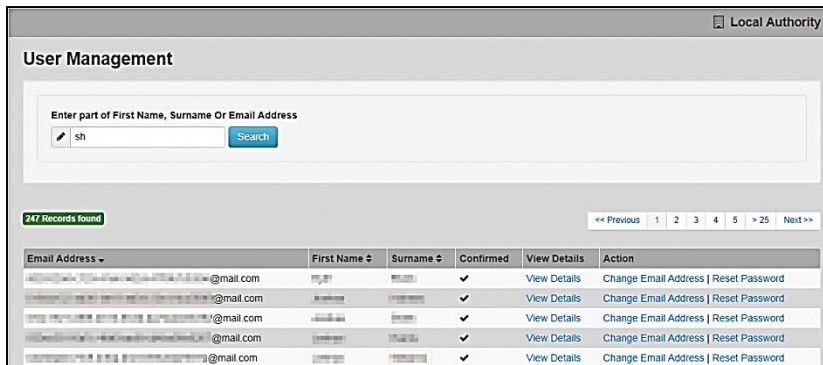 Local Authority
User Management
Enter part of First Name, Surname Or Email Address
sh
Search
247 Records found
<< Previous 1 2 3 4 5 > 25 Next >>
Email Address First Name Surname Confirmed View Details Action
@mail.com View Details Change Email Address | Reset Password
@mail.com View Details Change Email Address | Reset Password
@mail.com View Details Change Email Address | Reset Password
@mail.com View Details Change Email Address | Reset Password
@mail.com View Details Change Email Address | Reset Password